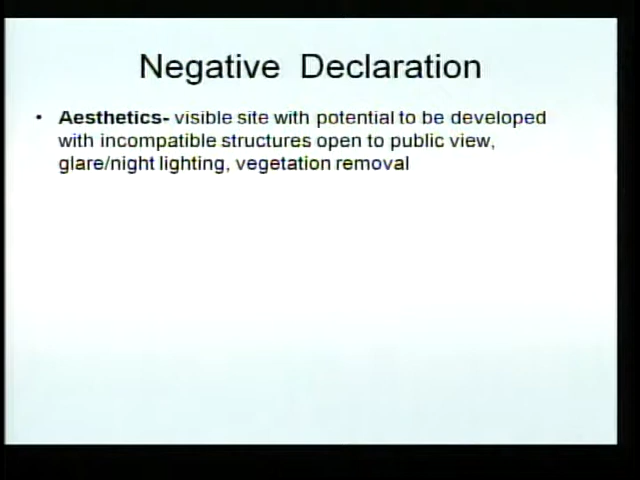 Negative Declaration
• Aesthetics- visible site with potential to be developed
with incompatible structures open to public view,
glare/night lighting, vegetation removal